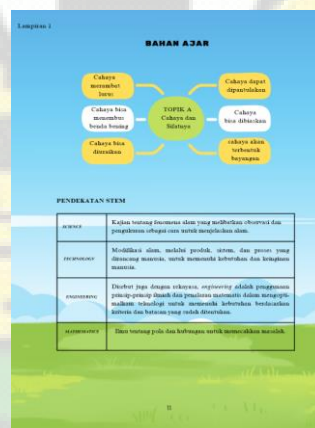 Lampiran 1
BAHAN AJAR
Cahaya
merambat
lurus
Cahaya dapat
dipantulakan
Cahaya bisa
menembus
benda bening
TOPIK A
Cahaya dan
Sifatnya
Cahaya
bisa dibiaskan
Cahaya bisa
diuraikan
cahaya akan
terbentuk
bayangan
PENDEKATAN STEM
SCIENCE
Kajian tentang fenomena alam yang melibatkan observasi dan
pengukuran sebagai cara untuk menjelaskan alam.
TECHNOLOGY
Modifikasi alam, melalui produk, sistem, dan proses yang
dirancang manusia, untuk memenuhi kebutuhan dan keinginan
manusia.
ENGINEERING
Disebut juga dengan rekayasa, engineering adalah penggunaan
prinsip-prinsip ilmiah dan penalaran matematis dalam mengopti-
malkan teknologi untuk memenuhi kebutuhan berdasarkan
kriteria dan batasan yang sudah ditentukan.
MATHEMATICS
Ilmu tentang pola dan hubungan untuk memecahkan masalah.